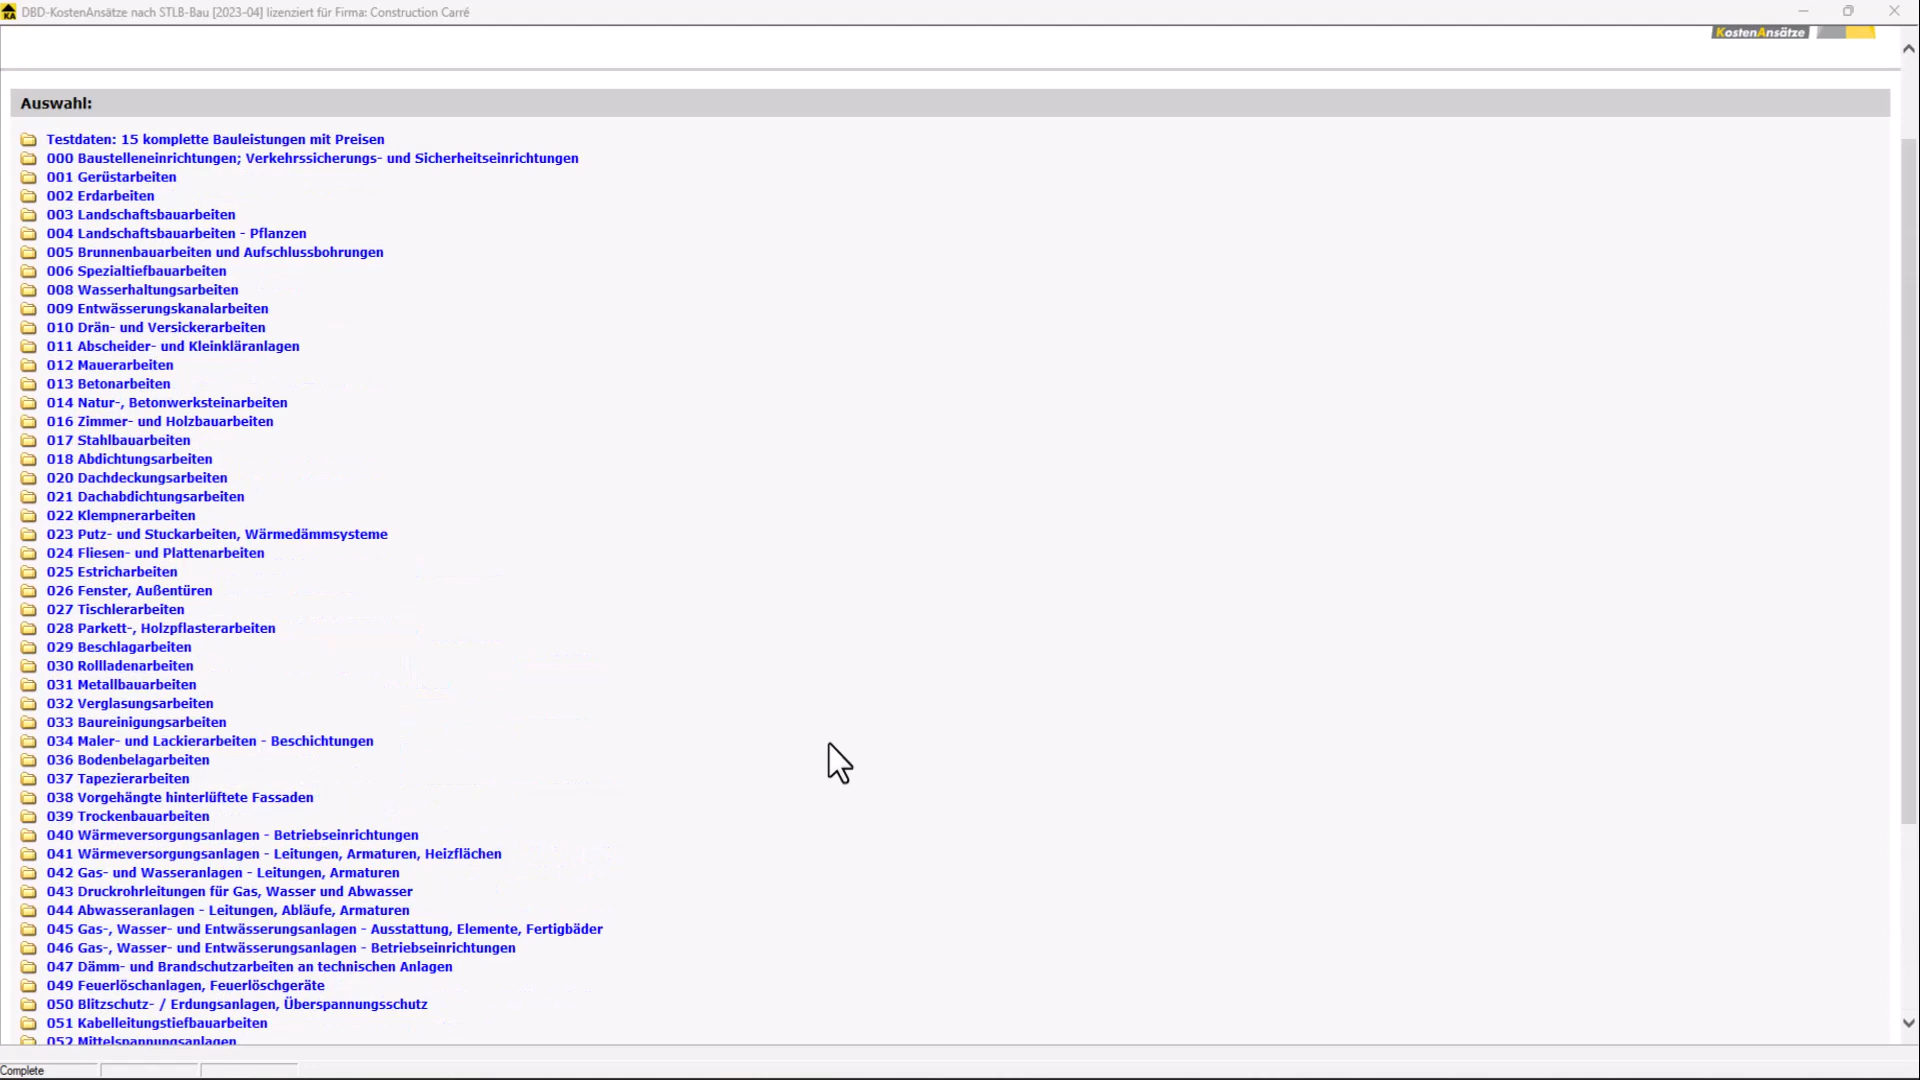 DBD-KostenAnsätze nach STLB-Bau [2023-04] lizenziert für Firma: Construction Carré
KostenAnsätze
Auswahl:
Testdaten: 15 komplette Bauleistungen mit Preisen
000 Baustelleneinrichtungen; Verkehrssicherungs- und Sicherheitseinrichtungen
001 Gerüstarbeiten
002 Erdarbeiten
003 Landschaftsbauarbeiten
004 Landschaftsbauarbeiten - Pflanzen
005 Brunnenbauarbeiten und Aufschlussbohrungen
006 Spezialtiefbauarbeiten
008 Wasserhaltungsarbeiten
009 Entwässerungskanalarbeiten
010 Drän- und Versickerarbeiten
011 Abscheider- und Kleinkläranlagen
012 Mauerarbeiten
013 Betonarbeiten
014 Natur-, Betonwerksteinarbeiten
016 Zimmer- und Holzbauarbeiten
017 Stahlbauarbeiten
018 Abdichtungsarbeiten
020 Dachdeckungsarbeiten
021 Dachabdichtungsarbeiten
022 Klempnerarbeiten
023 Putz- und Stuckarbeiten, Wärmedämmsysteme
024 Fliesen- und Plattenarbeiten
025 Estricharbeiten
026 Fenster, Außentüren
027 Tischlerarbeiten
028 Parkett-, Holzpflasterarbeiten
029 Beschlagarbeiten
030 Rollladenarbeiten
031 Metallbauarbeiten
032 Verglasungsarbeiten
033 Baureinigungsarbeiten
034 Maler- und Lackierarbeiten - Beschichtungen
036 Bodenbelagarbeiten
037 Tapezierarbeiten
038 Vorgehängte hinterlüftete Fassaden
039 Trockenbauarbeiten
040 Wärmeversorgungsanlagen - Betriebseinrichtungen
041 Wärmeversorgungsanlagen - Leitungen, Armaturen, Heizflächen
042 Gas- und Wasseranlagen - Leitungen, Armaturen
043 Druckrohrleitungen für Gas, Wasser und Abwasser
044 Abwasseranlagen - Leitungen, Abläufe, Armaturen
045 Gas-, Wasser- und Entwässerungsanlagen - Ausstattung, Elemente, Fertigbäder
046 Gas-, Wasser- und Entwässerungsanlagen - Betriebseinrichtungen
047 Dämm- und Brandschutzarbeiten an technischen Anlagen
049 Feuerlöschanlagen, Feuerlöschgeräte
050 Blitzschutz- / Erdungsanlagen, Überspannungsschutz
051 Kabelleitungstiefbauarbeiten
052 Mittelspannungsanlagen
Complete